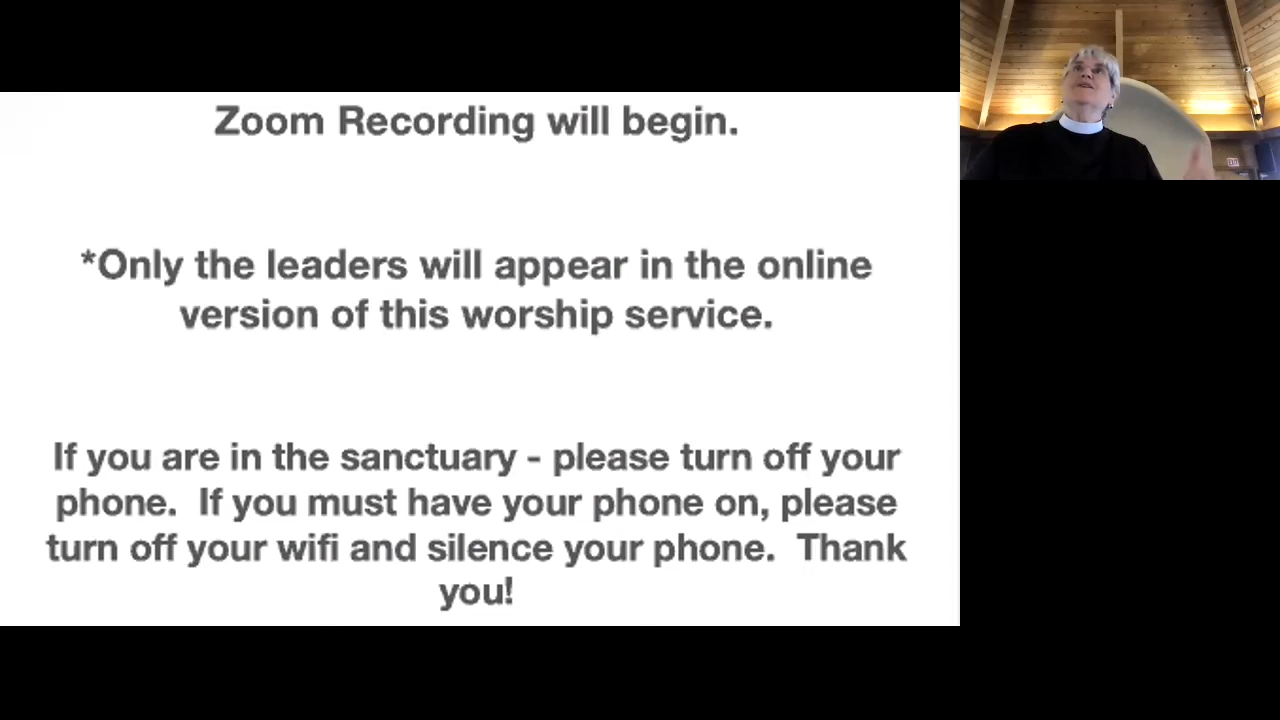 Zoom Recording will begin.
*Only the leaders will appear in the online
version of this worship service.
If you are in the sanctuary - please turn off your
phone.  If you must have your phone on, please
turn off your wifi and silence your phone.  Thank
you!
EXIT